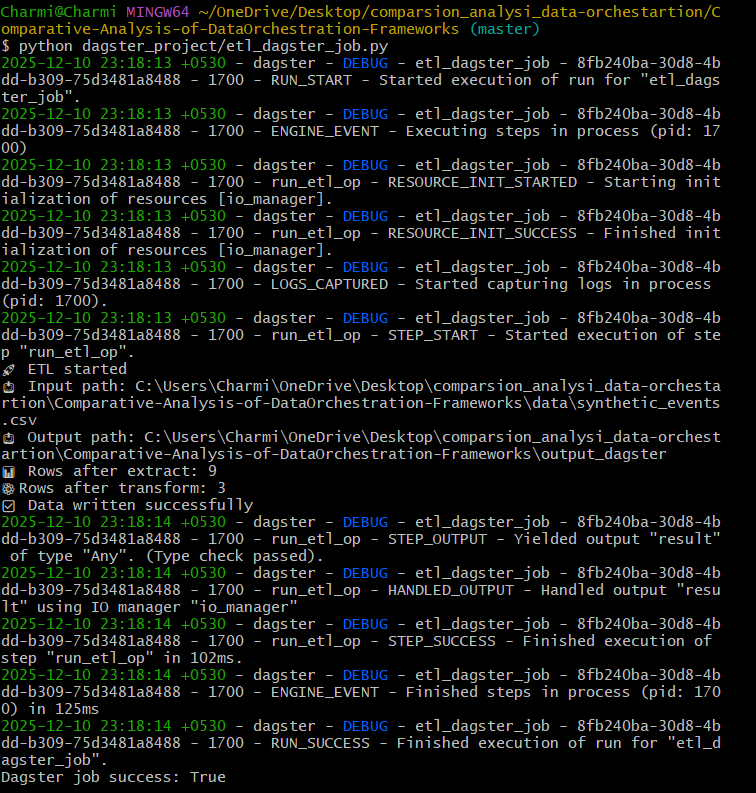 Charmi@Charmi MINGW64 ~/OneDrive/Desktop/comparsion_analysi_data-orchestartion/C
omparative-Analysis-of-DataOrchestration-Frameworks (master)
$ python dagster_project/etl_dagster_job.py
2025-12-10 23:18:13 +0530 - dagster - DEBUG - etl_dagster_job - 8fb240ba-30d8-4b
dd-b309-75d3481a8488 - 1700 - RUN_START - Started execution of run for "etl_dags
ter_job".
2025-12-10 23:18:13 +0530 - dagster - DEBUG - etl_dagster_job - 8fb240ba-30d8-4b
dd-b309-75d3481a8488 - 1700 - ENGINE_EVENT - Executing steps in process (pid: 17
00)
2025-12-10 23:18:13 +0530 - dagster - DEBUG - etl_dagster_job - 8fb240ba-30d8-4b
dd-b309-75d3481a8488 - 1700 - run_etl_op - RESOURCE_INIT_STARTED - Starting init
ialization of resources [io_manager].
2025-12-10 23:18:13 +0530 - dagster - DEBUG - etl_dagster_job - 8fb240ba-30d8-4b
dd-b309-75d3481a8488 - 1700 - run_etl_op - RESOURCE_INIT_SUCCESS - Finished init
ialization of resources [io_manager].
2025-12-10 23:18:13 +0530 - dagster - DEBUG - etl_dagster_job - 8fb240ba-30d8-4b
dd-b309-75d3481a8488 - 1700 - LOGS_CAPTURED - Started capturing logs in process
(pid: 1700).
2025-12-10 23:18:13 +0530 - dagster - DEBUG - etl_dagster_job - 8fb240ba-30d8-4b
dd-b309-75d3481a8488 - 1700 - run_etl_op - STEP_START - Started execution of ste
p "run_etl_op".
🚀 ETL started
📥 Input path: C:\Users\Charmi\OneDrive\Desktop\comparsion_analysi_data-orchesta
rtion\Comparative-Analysis-of-DataOrchestration-Frameworks\data\synthetic_events
.csv
📤 Output path: C:\Users\Charmi\OneDrive\Desktop\comparsion_analysi_data-orchest
artion\Comparative-Analysis-of-DataOrchestration-Frameworks\output_dagster
📊 Rows after extract: 9
⚙️Rows after transform: 3
✅ Data written successfully
2025-12-10 23:18:14 +0530 - dagster - DEBUG - etl_dagster_job - 8fb240ba-30d8-4b
dd-b309-75d3481a8488 - 1700 - run_etl_op - STEP_OUTPUT - Yielded output "result"
 of type "Any". (Type check passed).
2025-12-10 23:18:14 +0530 - dagster - DEBUG - etl_dagster_job - 8fb240ba-30d8-4b
dd-b309-75d3481a8488 - 1700 - run_etl_op - HANDLED_OUTPUT - Handled output "resu
lt" using IO manager "io_manager"
2025-12-10 23:18:14 +0530 - dagster - DEBUG - etl_dagster_job - 8fb240ba-30d8-4b
dd-b309-75d3481a8488 - 1700 - run_etl_op - STEP_SUCCESS - Finished execution of
step "run_etl_op" in 102ms.
2025-12-10 23:18:14 +0530 - dagster - DEBUG - etl_dagster_job - 8fb240ba-30d8-4b
dd-b309-75d3481a8488 - 1700 - ENGINE_EVENT - Finished steps in process (pid: 170
0) in 125ms
2025-12-10 23:18:14 +0530 - dagster - DEBUG - etl_dagster_job - 8fb240ba-30d8-4b
dd-b309-75d3481a8488 - 1700 - RUN_SUCCESS - Finished execution of run for "etl_d
agster_job".
Dagster job success: True